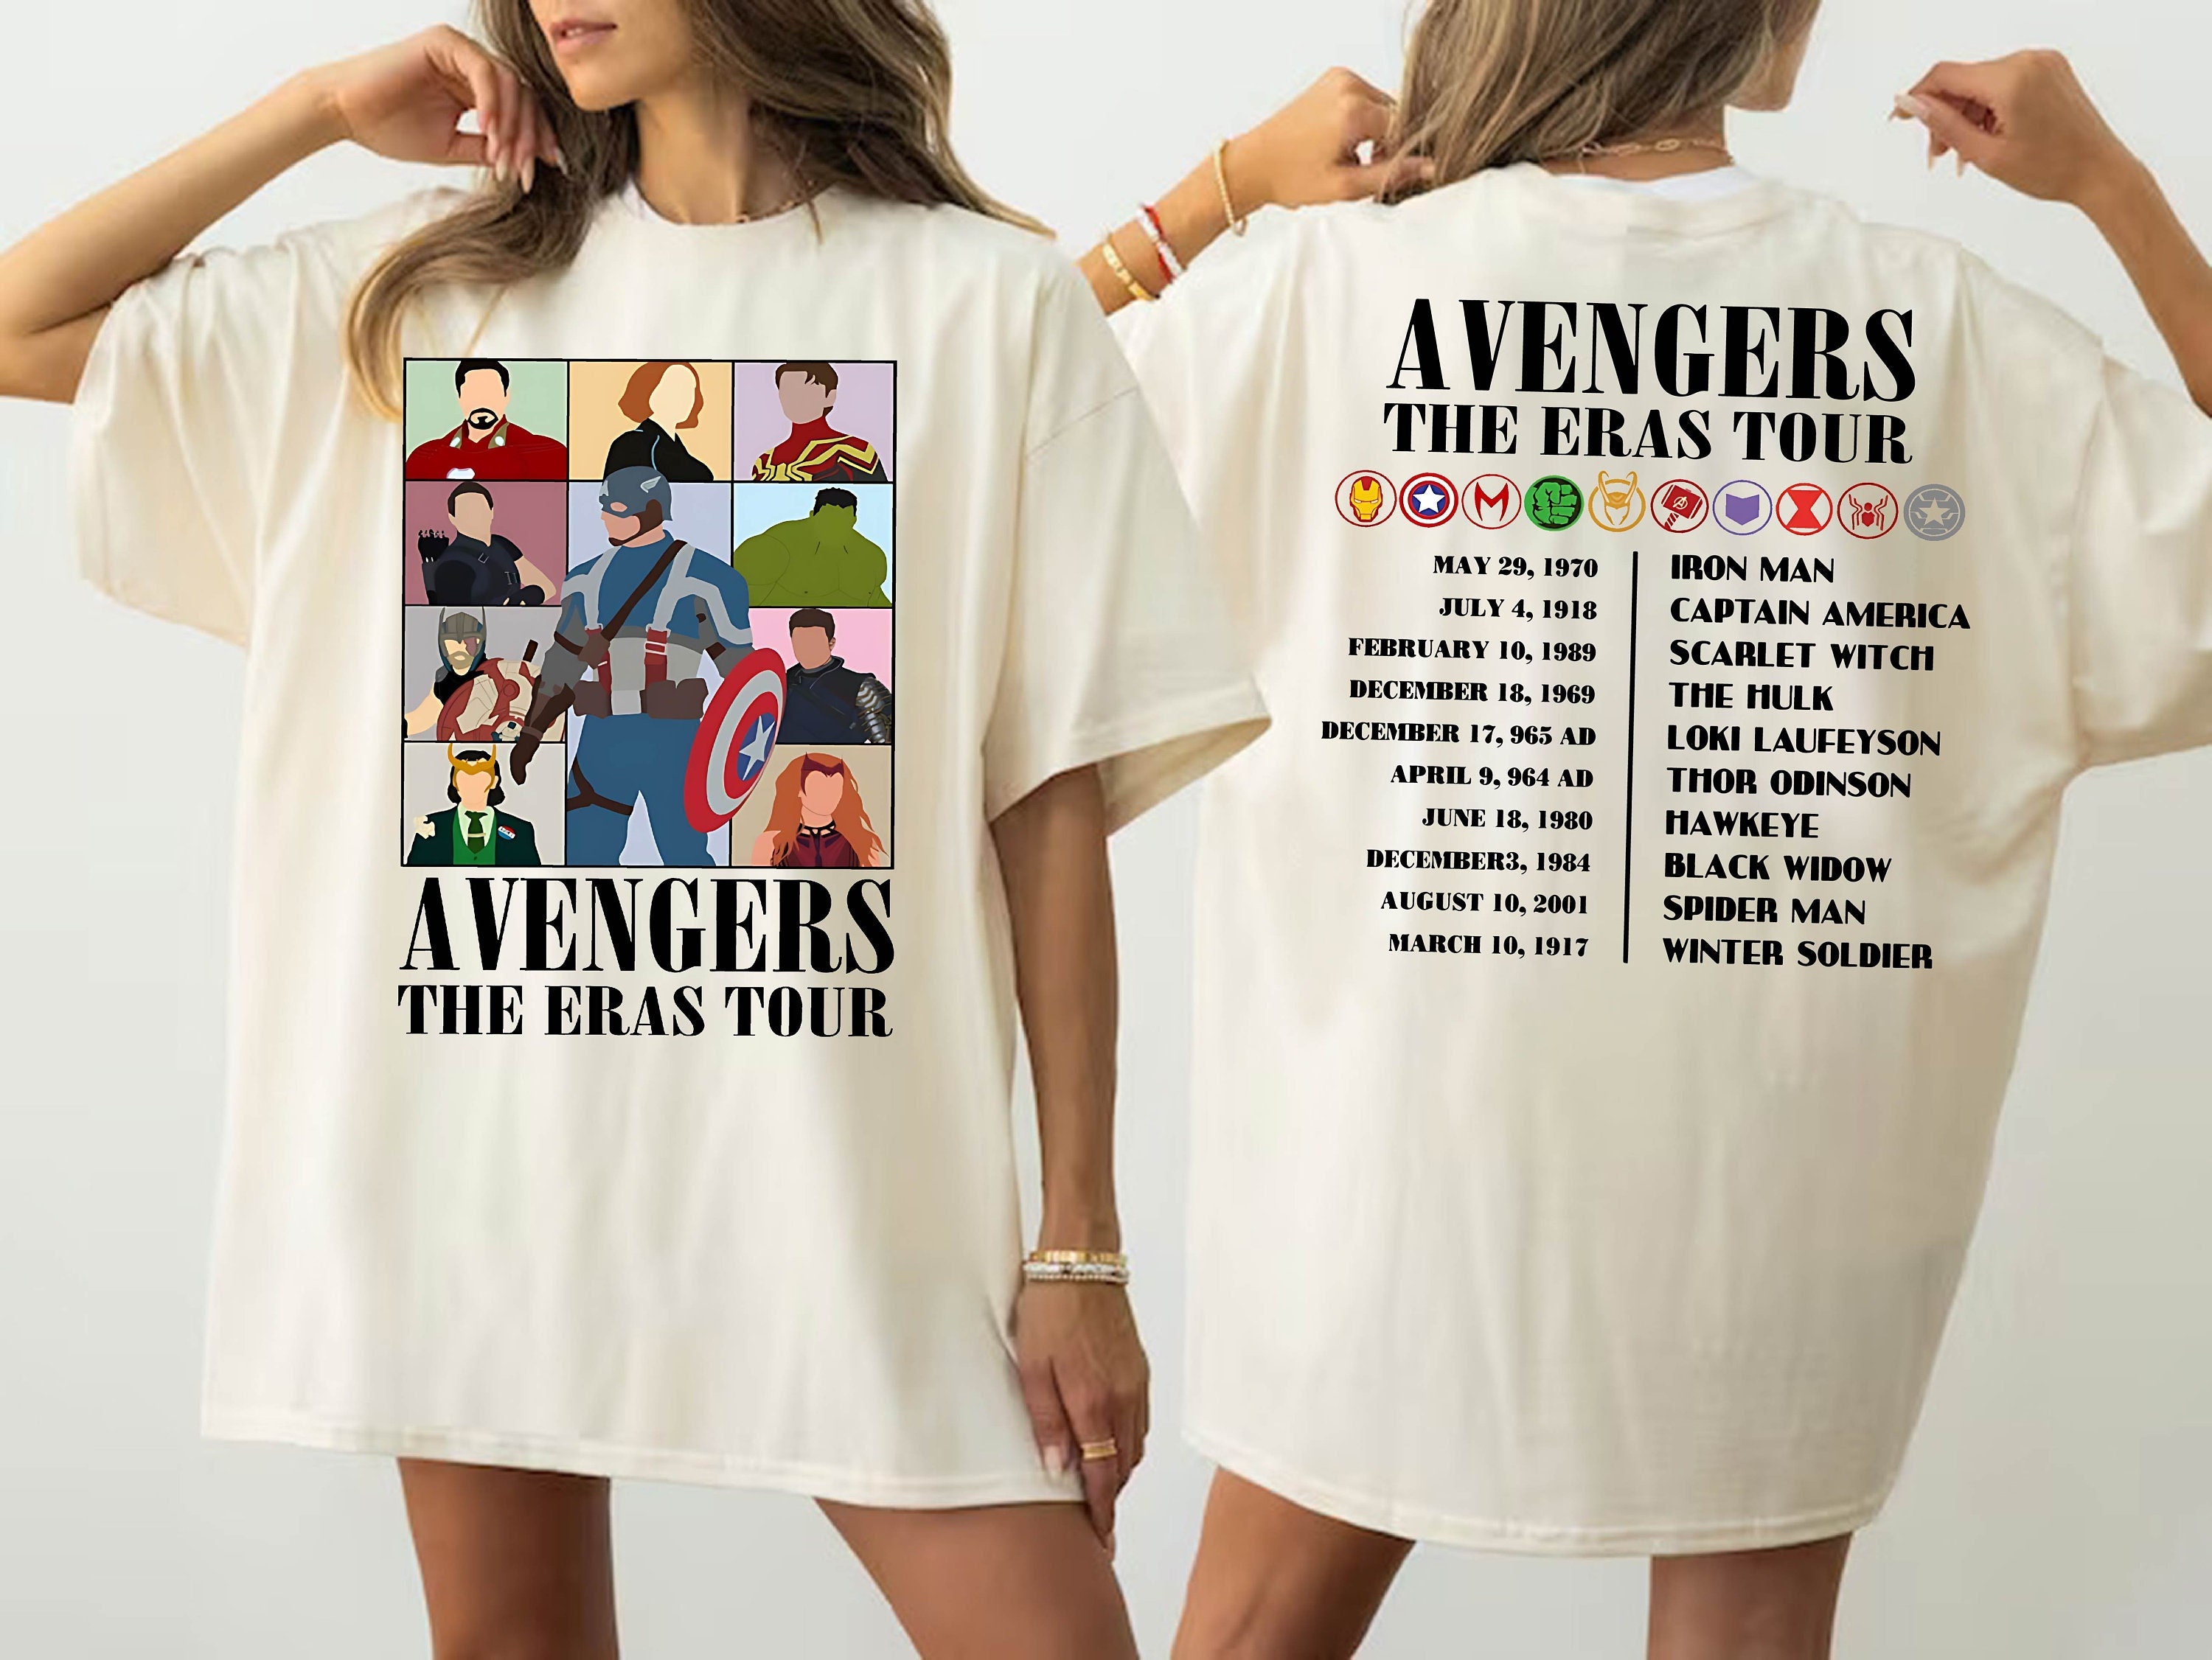 AVENGERS
THE ERAS TOUR
AVENGERS
THE ERAS TOUR
MAY 29, 1970 IRON MAN
JULY 4, 1918 CAPTAIN AMERICA
FEBRUARY 10, 1989 SCARLET WITCH
DECEMBER 18, 1969 THE HULK
DECEMBER 17, 965 AD LOKI LAUFEYSON
APRIL 9, 964 AD THOR ODINSON
JUNE 18, 1980 HAWKEYE
DECEMBER3, 1984 BLACK WIDOW
AUGUST 10, 2001 SPIDER MAN
MARCH 10, 1917 WINTER SOLDIER